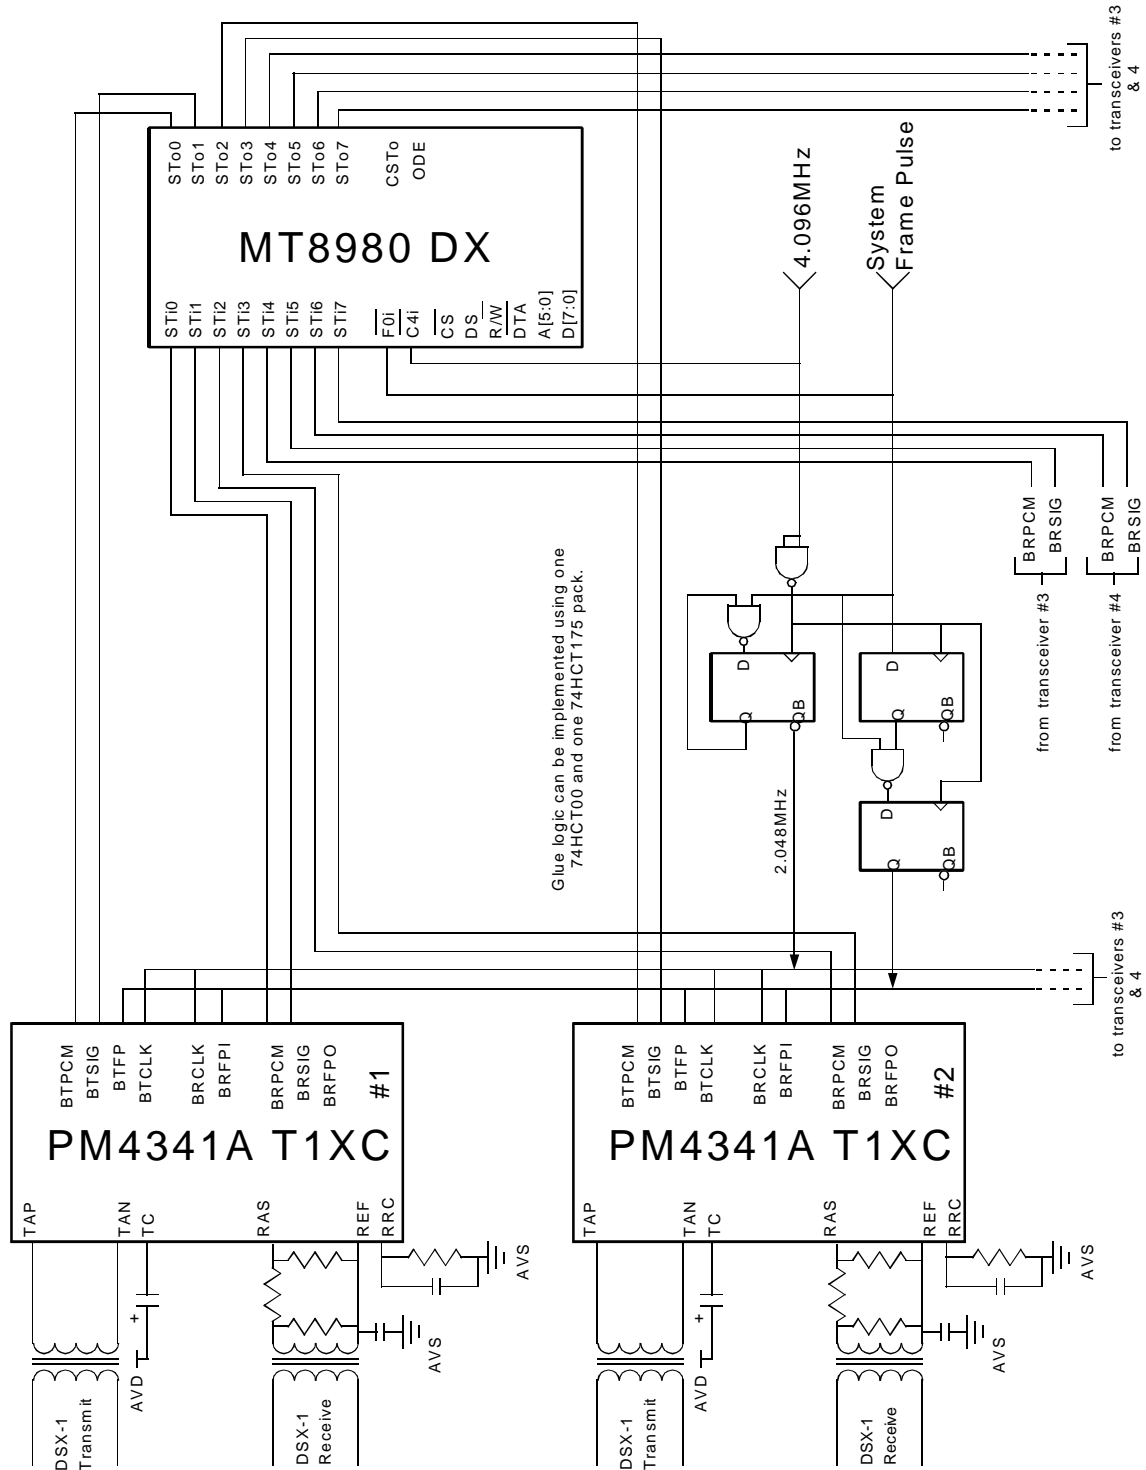 DSX-1
Transmit
AVD
+
DSX-1
Receive
AVS
AVS
TAP
TAN
TC
RAS
REF
RRC
PM4341A T1XC
#1
BTPCM
BTSIG
BTFP
BTCLK
BRCLK
BRFPI
BRPCM
BRSIG
BRFPO
DSX-1
Transmit
AVD
+
DSX-1
Receive
AVS
AVS
TAP
TAN
TC
RAS
REF
RRC
PM4341A T1XC
#2
BTPCM
BTSIG
BTFP
BTCLK
BRCLK
BRFPI
BRPCM
BRSIG
BRFPO
to transceivers #3
& 4
Glue logic can be implemented using one
74HCT00 and one 74HCT175 pack.
2.048MHz
D
Q
QB
D
Q
QB
D
Q
QB
from transceiver #3
BRPCM
BRSIG
from transceiver #4
BRPCM
BRSIG
4.096MHz
System
Frame Pulse
STi0
STi1
STi2
STi3
STi4
STi5
STi6
STi7
F0i
C4i
CS
DS
R/W
DTA
A[5:0]
D[7:0]
MT8980 DX
STo0
STo1
STo2
STo3
STo4
STo5
STo6
STo7
CSTo
ODE
to transceivers #3
& 4